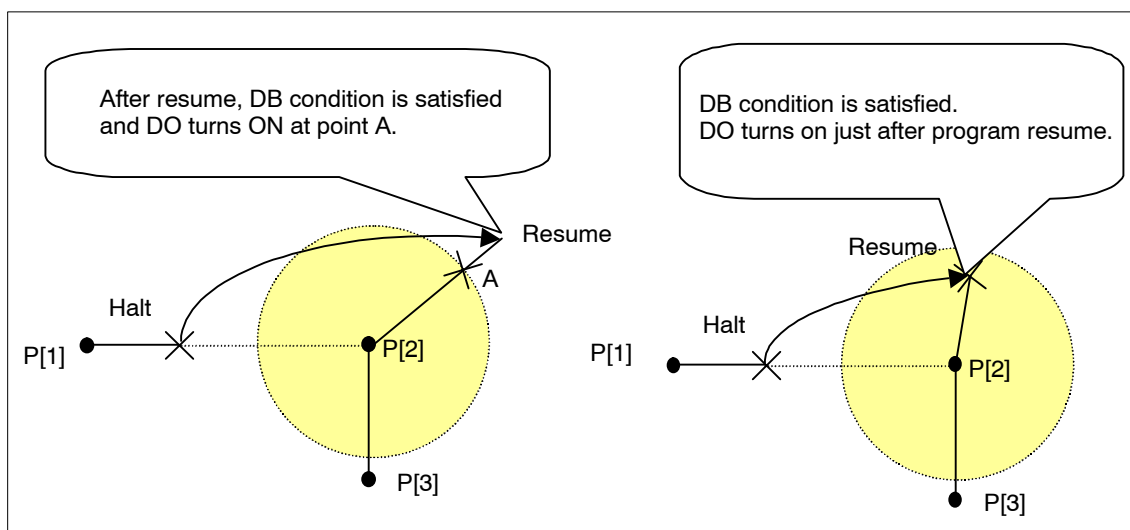 After resume, DB condition is satisfied
and DO turns ON at point A.
Resume
A
Halt
P[1]
P[2]
P[3]
DB condition is satisfied.
DO turns on just after program resume.
Resume
Halt
P[1]
P[2]
P[3]